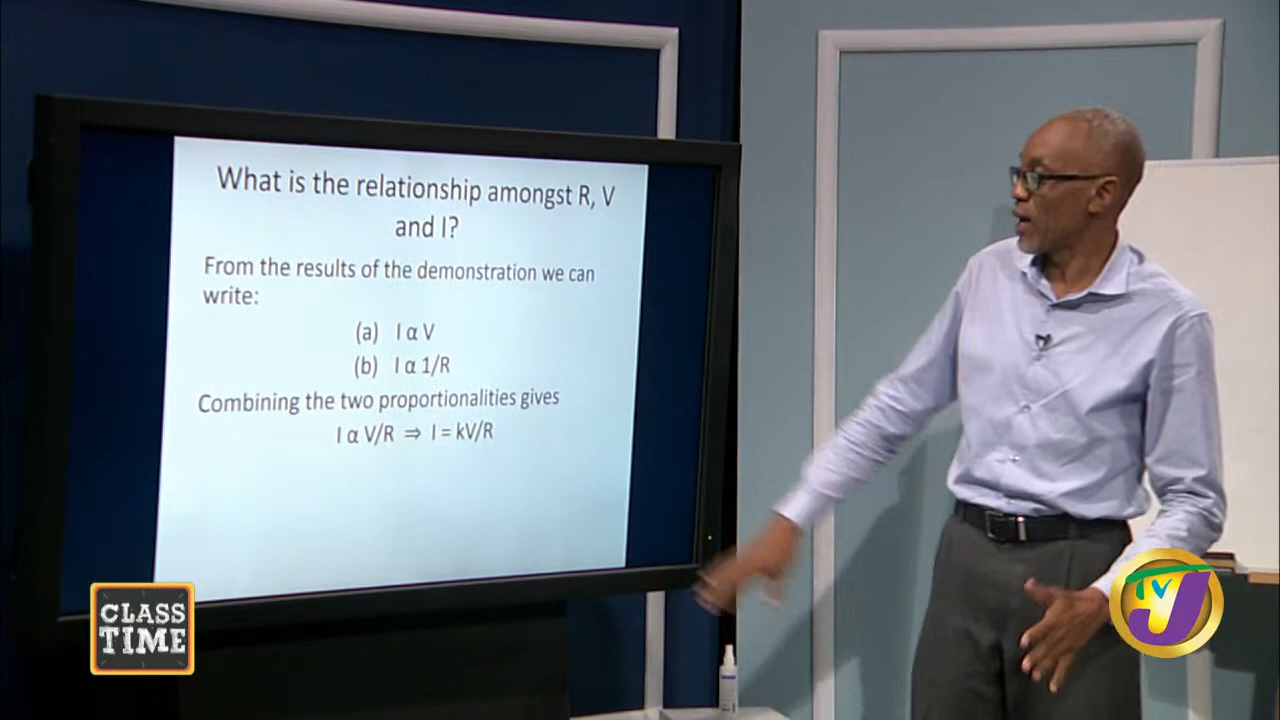 What is the relationship amongst R, V
and I?
From the results of the demonstration we can
write:
(a) I α V
(b) I α 1/R
Combining the two proportionalities gives
I α V/R ⇒ I = kV/R
CLASS
TIME
TVJ